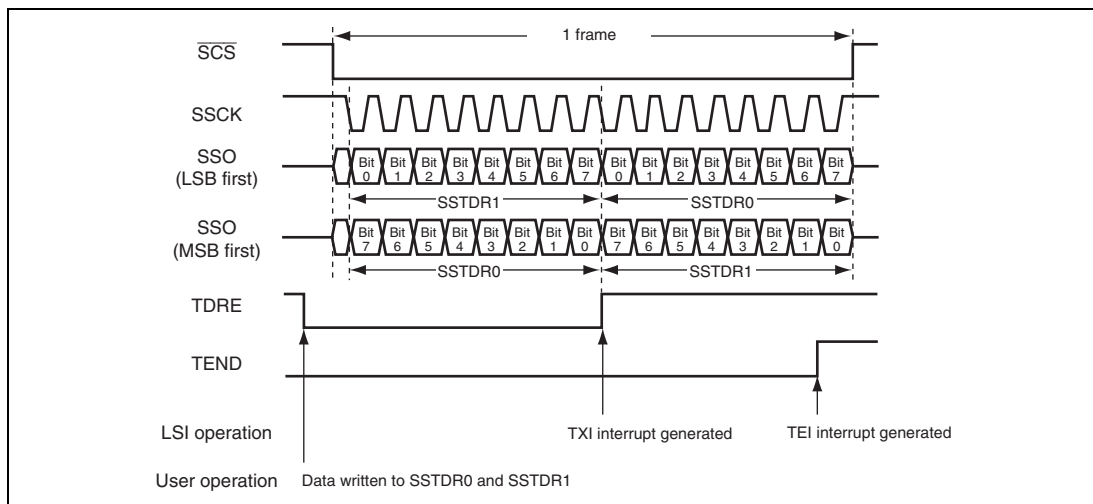 1 frame
SCS
SSCK
SSO
(LSB first)
Bit 0 Bit 1 Bit 2 Bit 3 Bit 4 Bit 5 Bit 6 Bit 7 Bit 0 Bit 1 Bit 2 Bit 3 Bit 4 Bit 5 Bit 6 Bit 7
SSTDR1 SSTDR0
SSO
(MSB first)
Bit 7 Bit 6 Bit 5 Bit 4 Bit 3 Bit 2 Bit 1 Bit 0 Bit 7 Bit 6 Bit 5 Bit 4 Bit 3 Bit 2 Bit 1 Bit 0
SSTDR0 SSTDR1
TDRE
TEND
LSI operation TXI interrupt generated TEI interrupt generated
User operation Data written to SSTDR0 and SSTDR1